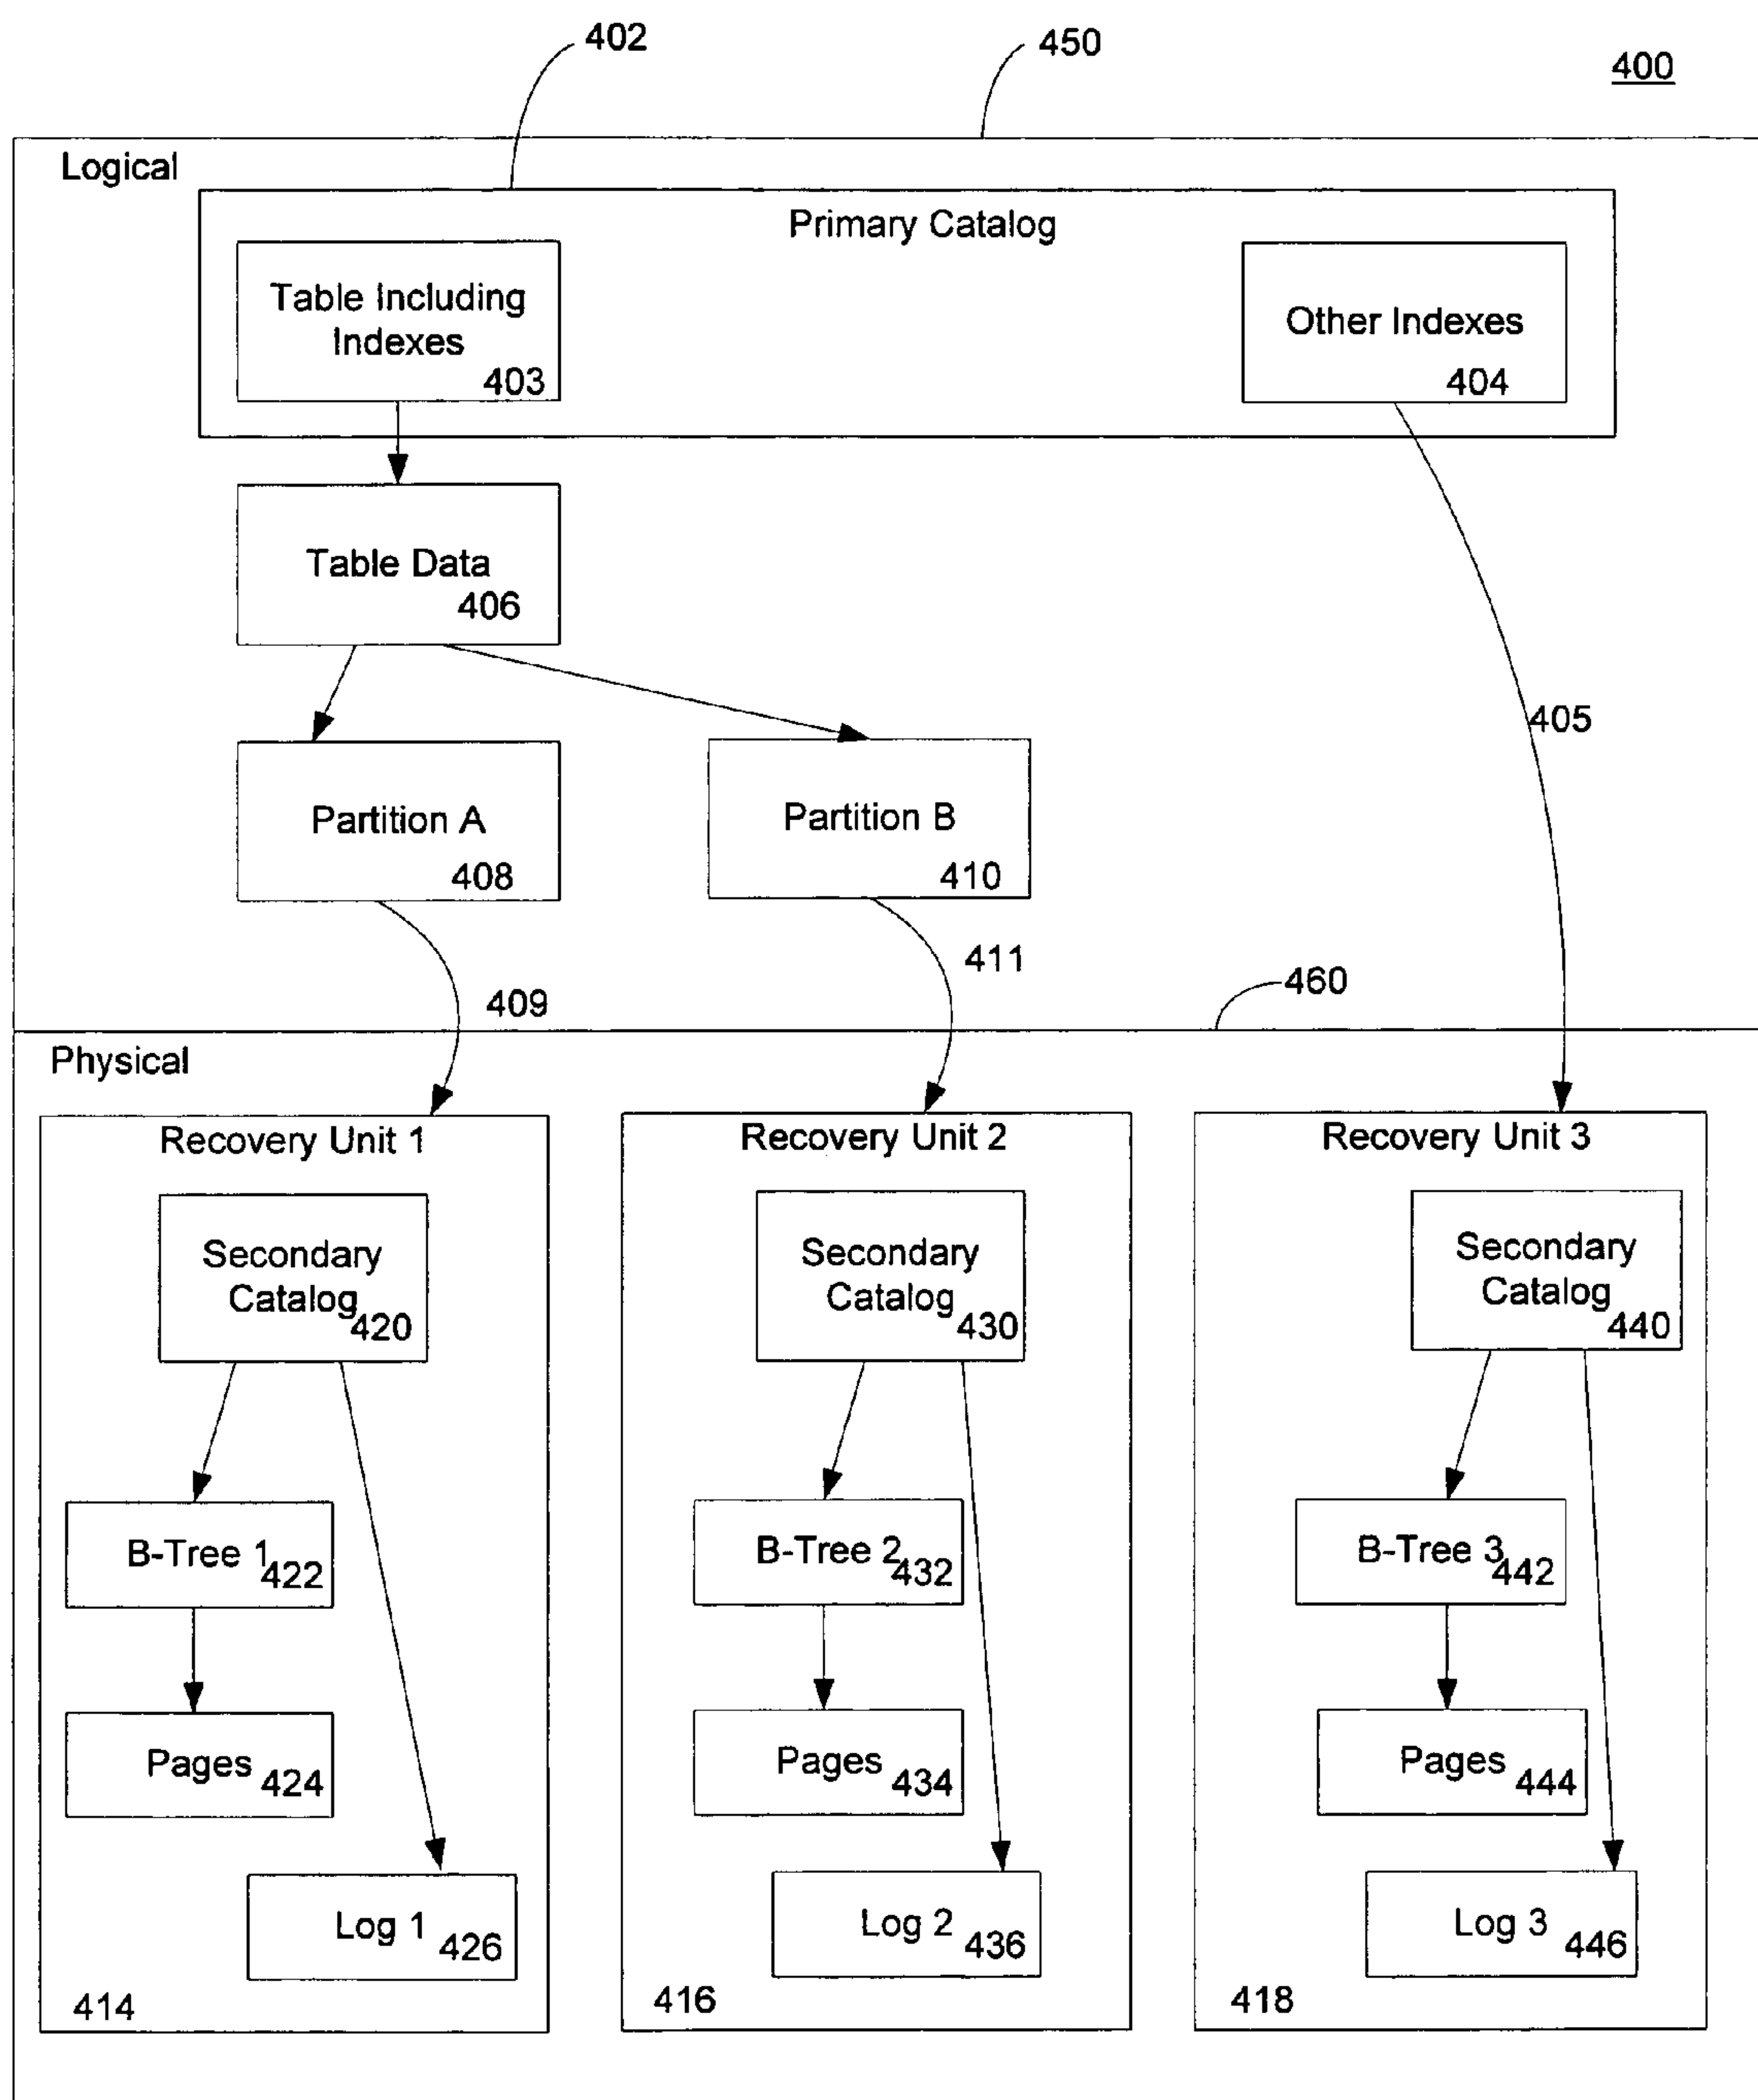 402
450
400
Logical
Primary Catalog
Table Including
Indexes
403
Other Indexes
404
Table Data
406
405
Partition A
408
Partition B
410
411
409
460
Physical
Recovery Unit 1
Secondary
Catalog
420
B-Tree 1
422
Pages
424
Log 1
426
414
Recovery Unit 2
Secondary
Catalog
430
B-Tree 2
432
Pages
434
Log 2
436
416
Recovery Unit 3
Secondary
Catalog
440
B-Tree 3
442
Pages
444
Log 3
446
418